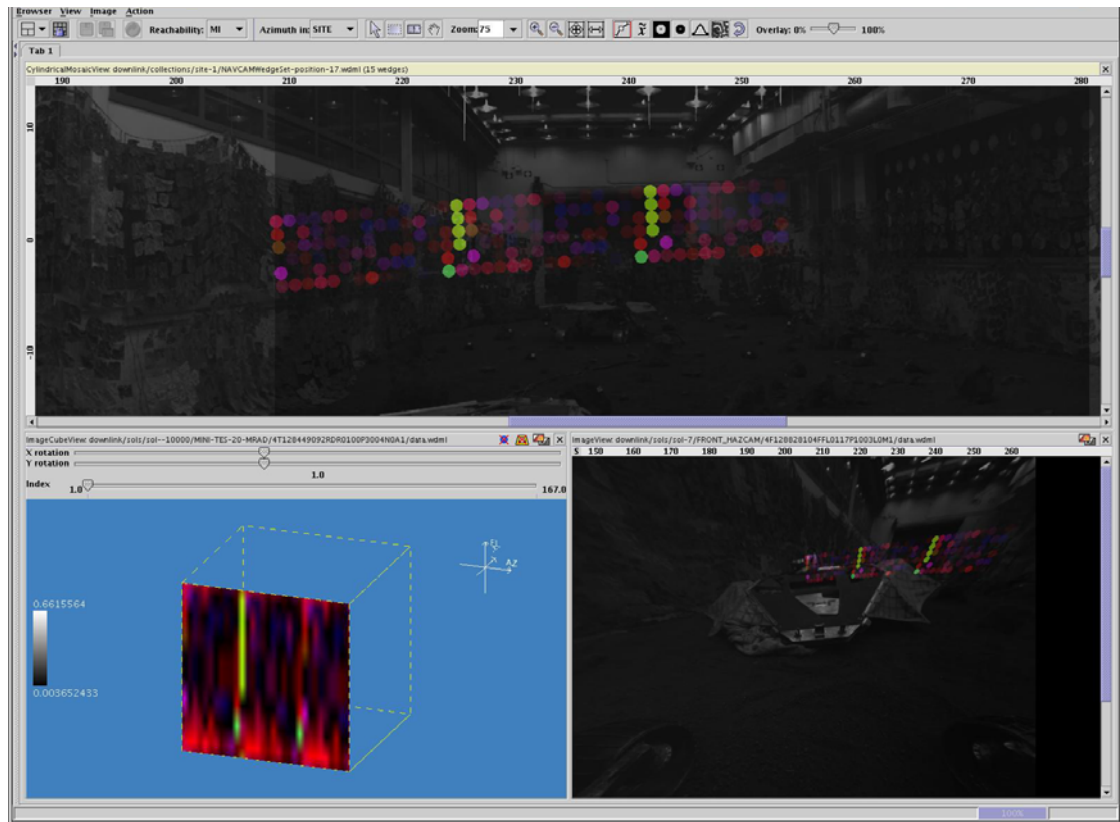 Browser View Image Action
Reachability: MI Azimuth in: SITE Zoom: 75 Overlay: 0% 100%
Tab 1
CylindricalMosaicView: downlink/collections/site-1/NAVCAMWedgeSet-position-17.wdml (15 wedges)
190 200 210 220 230 240 250 260 270 280
10
0
-10
ImageCubeView: downlink/sols/sol--10000/MINI-TES-20-MRAD/4T128449092RDR0100P3004N0A1/data.wdml
X rotation
Y rotation
1.0
Index 1.0 167.0
EL
AZ
0.6615564
0.003652433
ImageView: downlink/sols/sol-7/FRONT_HAZCAM/4F128828104FFL0117P1003L0M1/data.wdml
S 150 160 170 180 190 200 210 220 230 240 250 260
100%